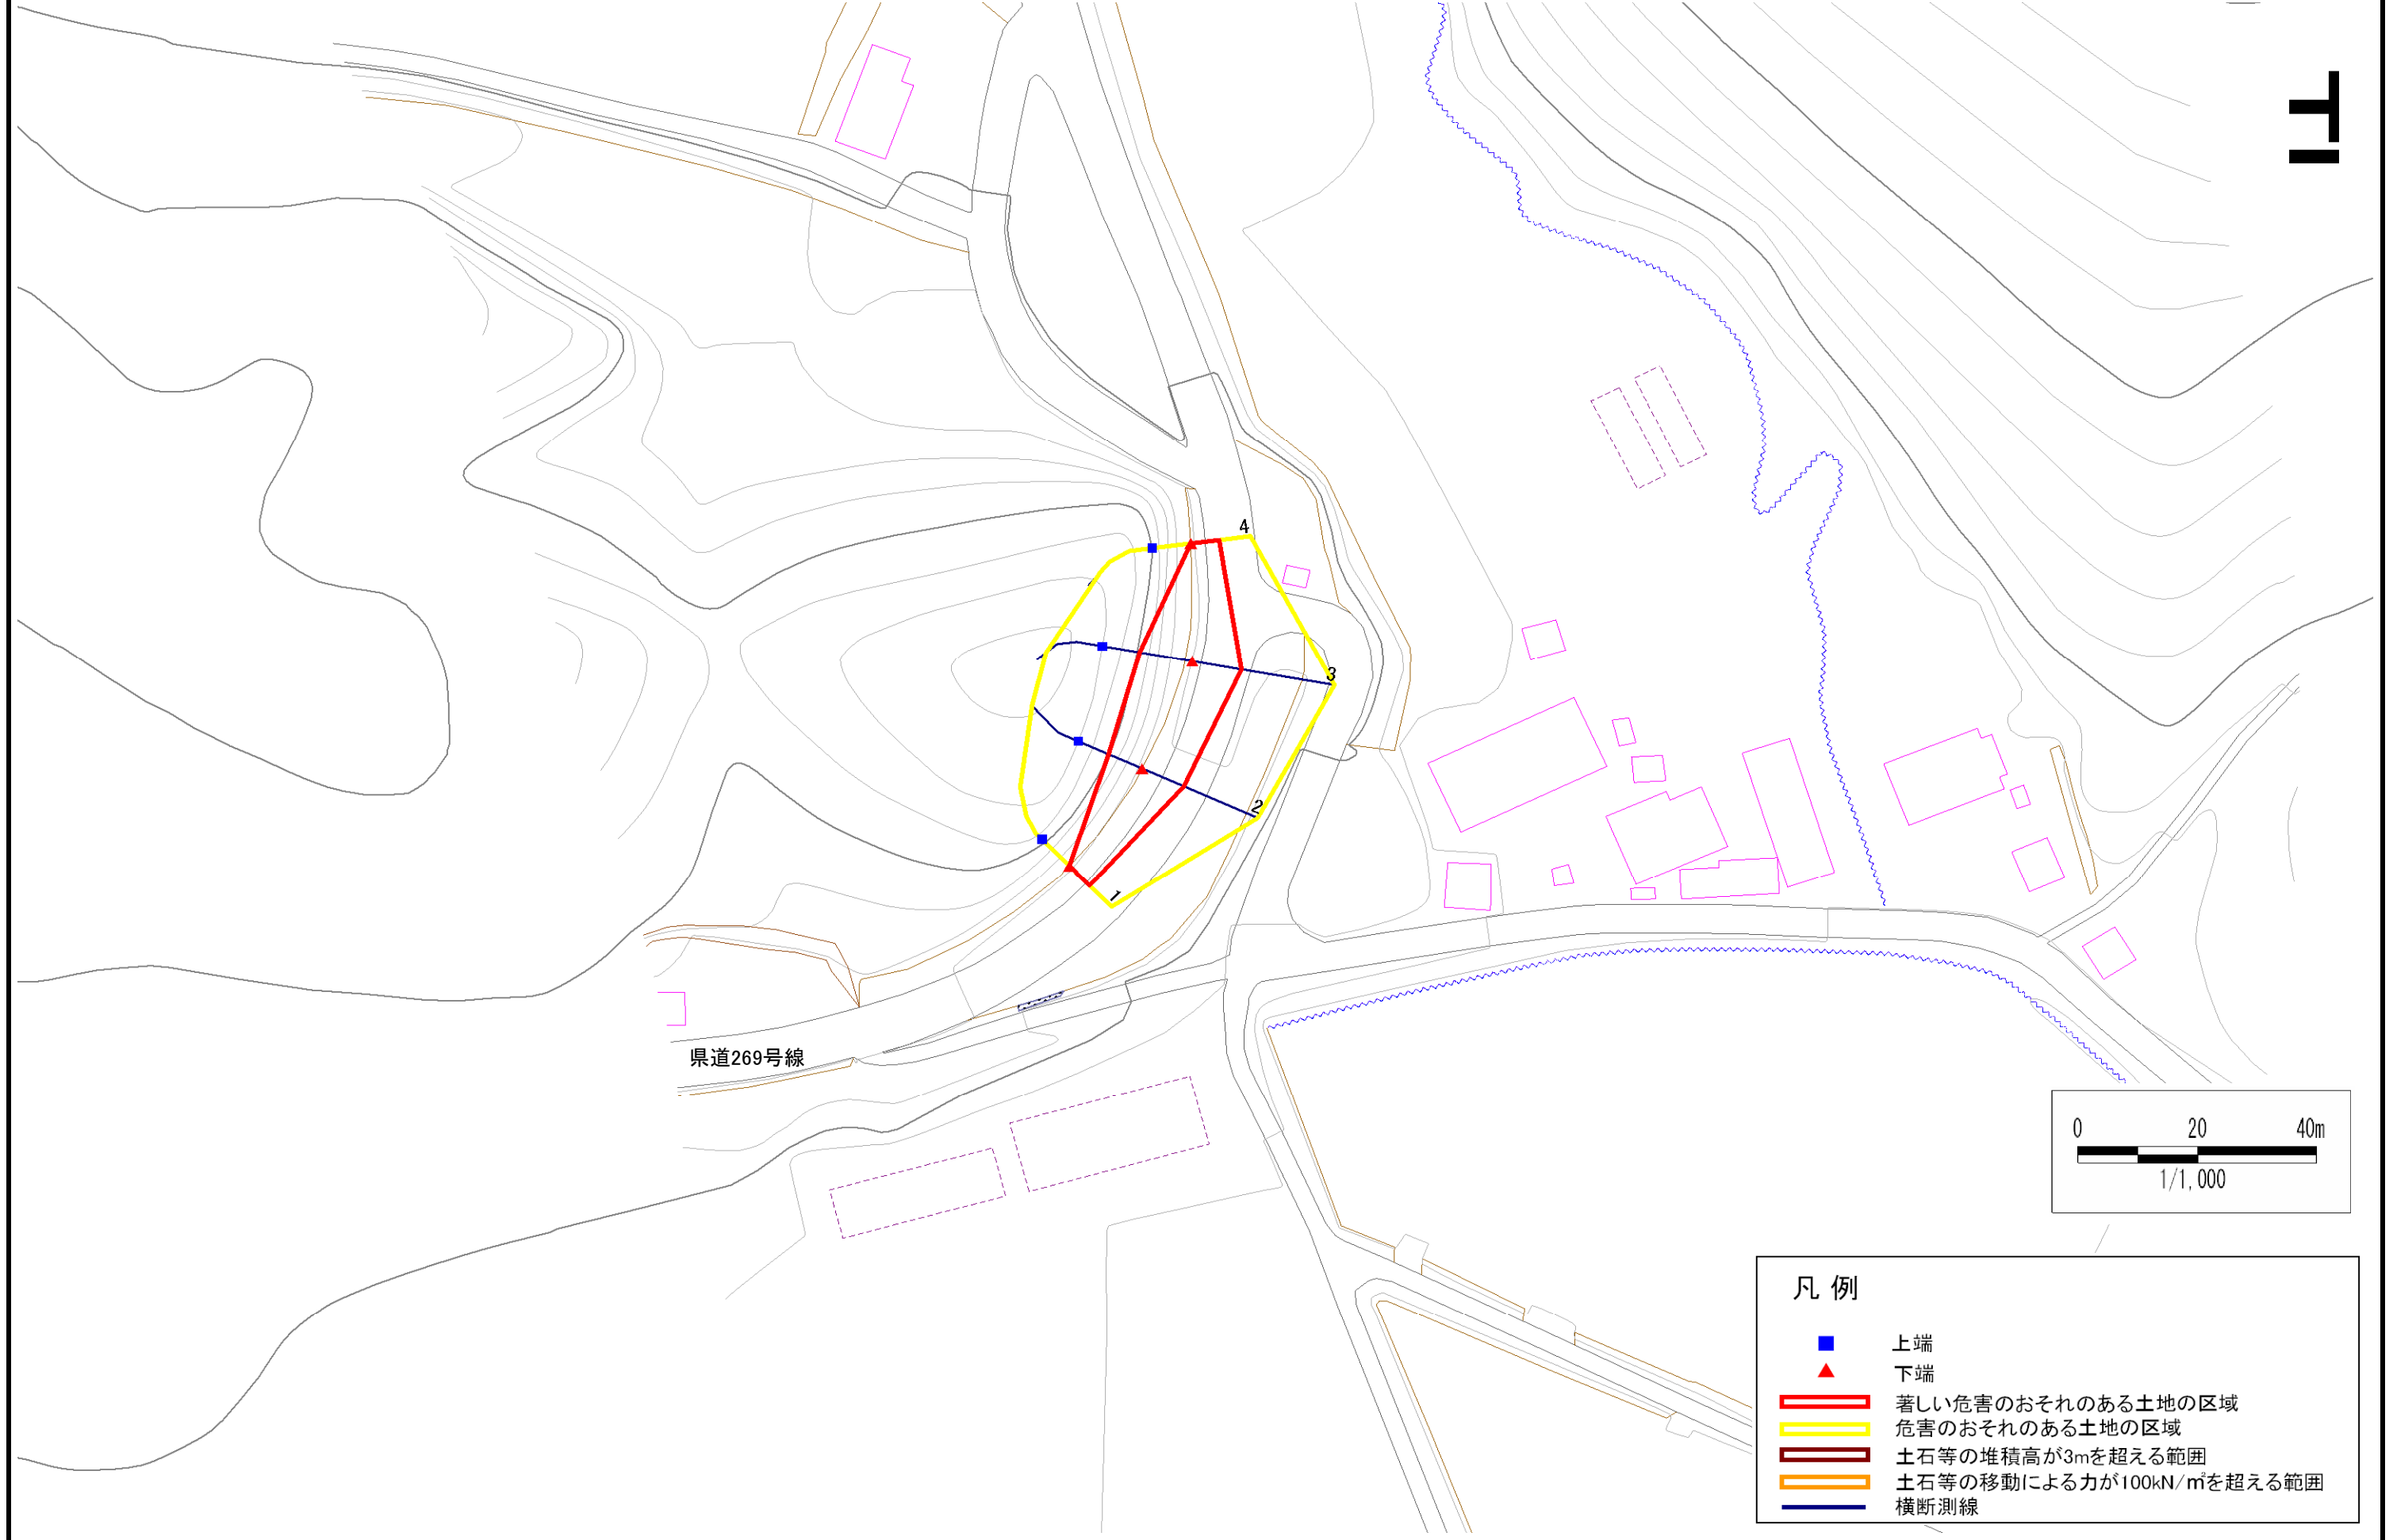 4
3
2
1
県道269号線
0 20 40m
1/1,000
凡 例
上端
下端
著しい危害のおそれのある土地の区域
危害のおそれのある土地の区域
土石等の堆積高が3mを超える範囲
土石等の移動による力が100kN/㎡を超える範囲
横断測線